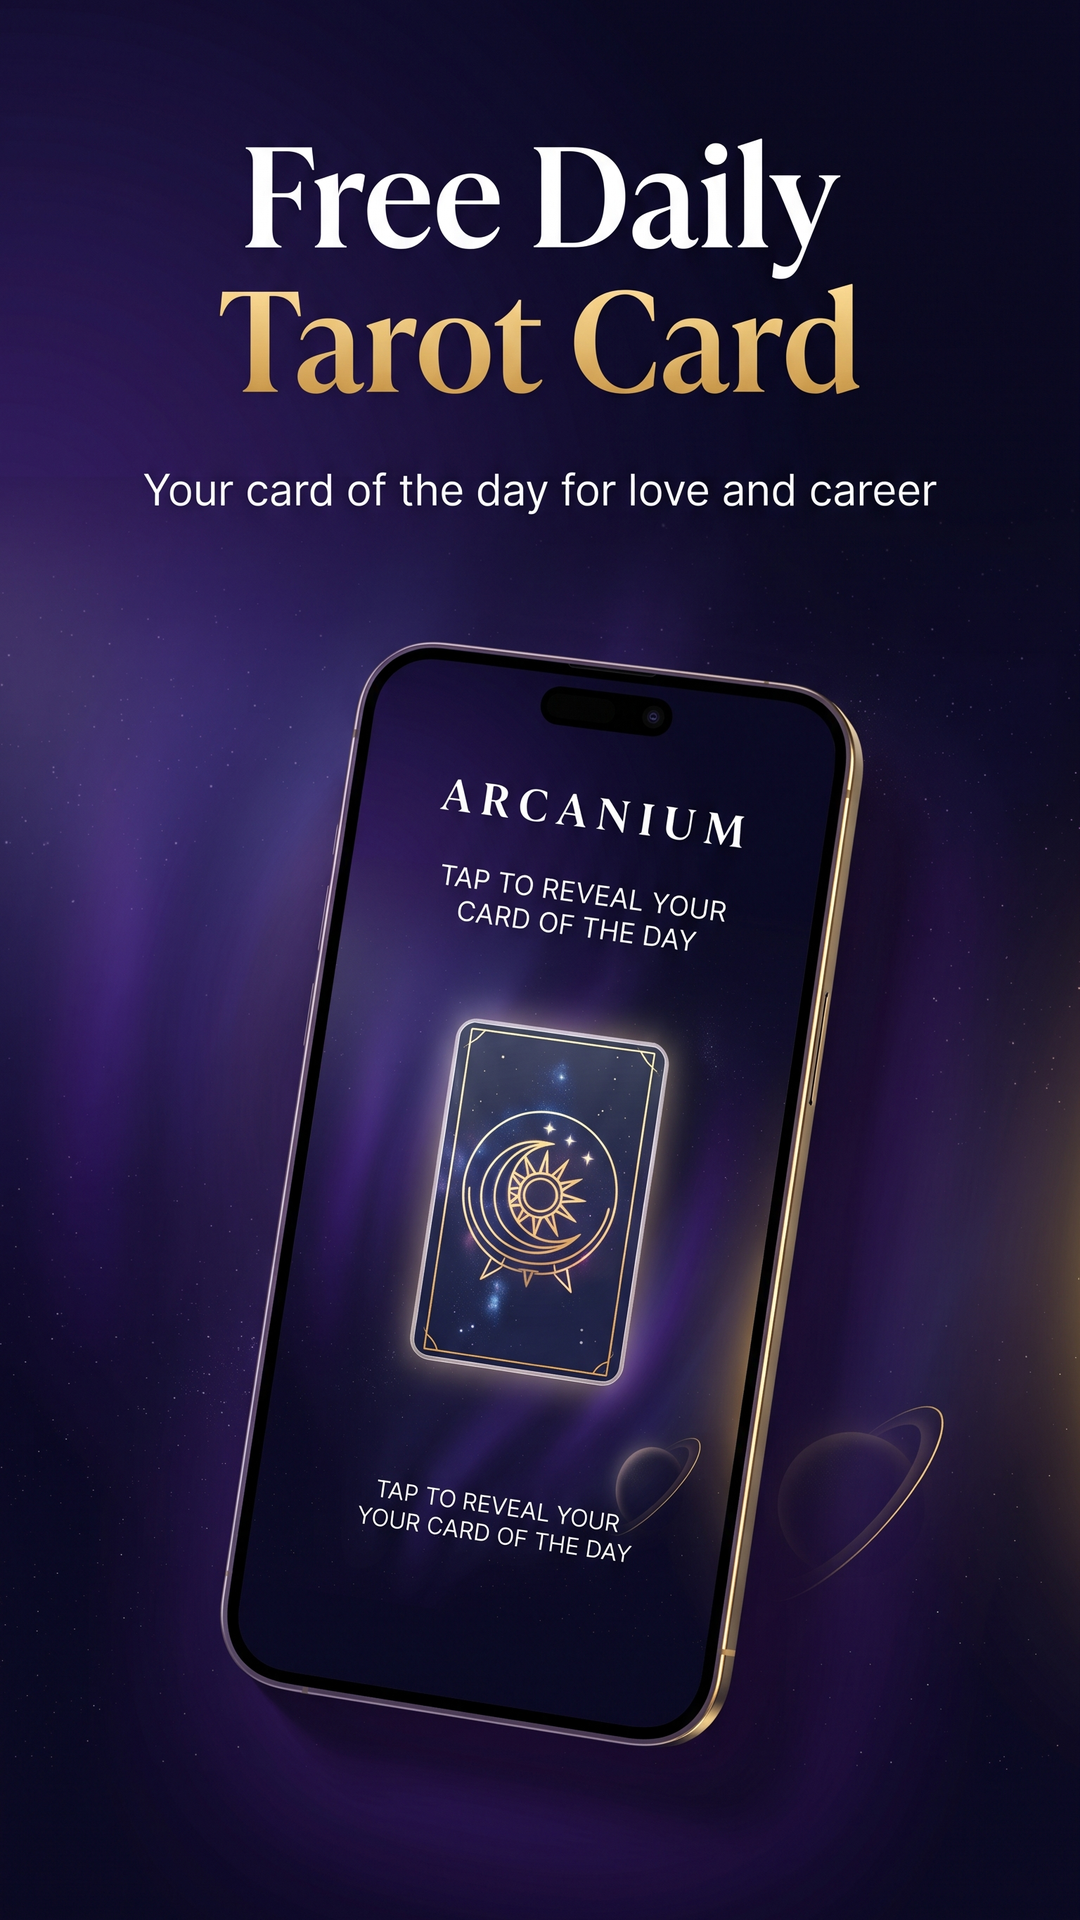 Free Daily
Tarot Card
Your card of the day for love and career
ARCANIUM
TAP TO REVEAL YOUR
CARD OF THE DAY
TAP TO REVEAL YOUR
YOUR CARD OF THE DAY